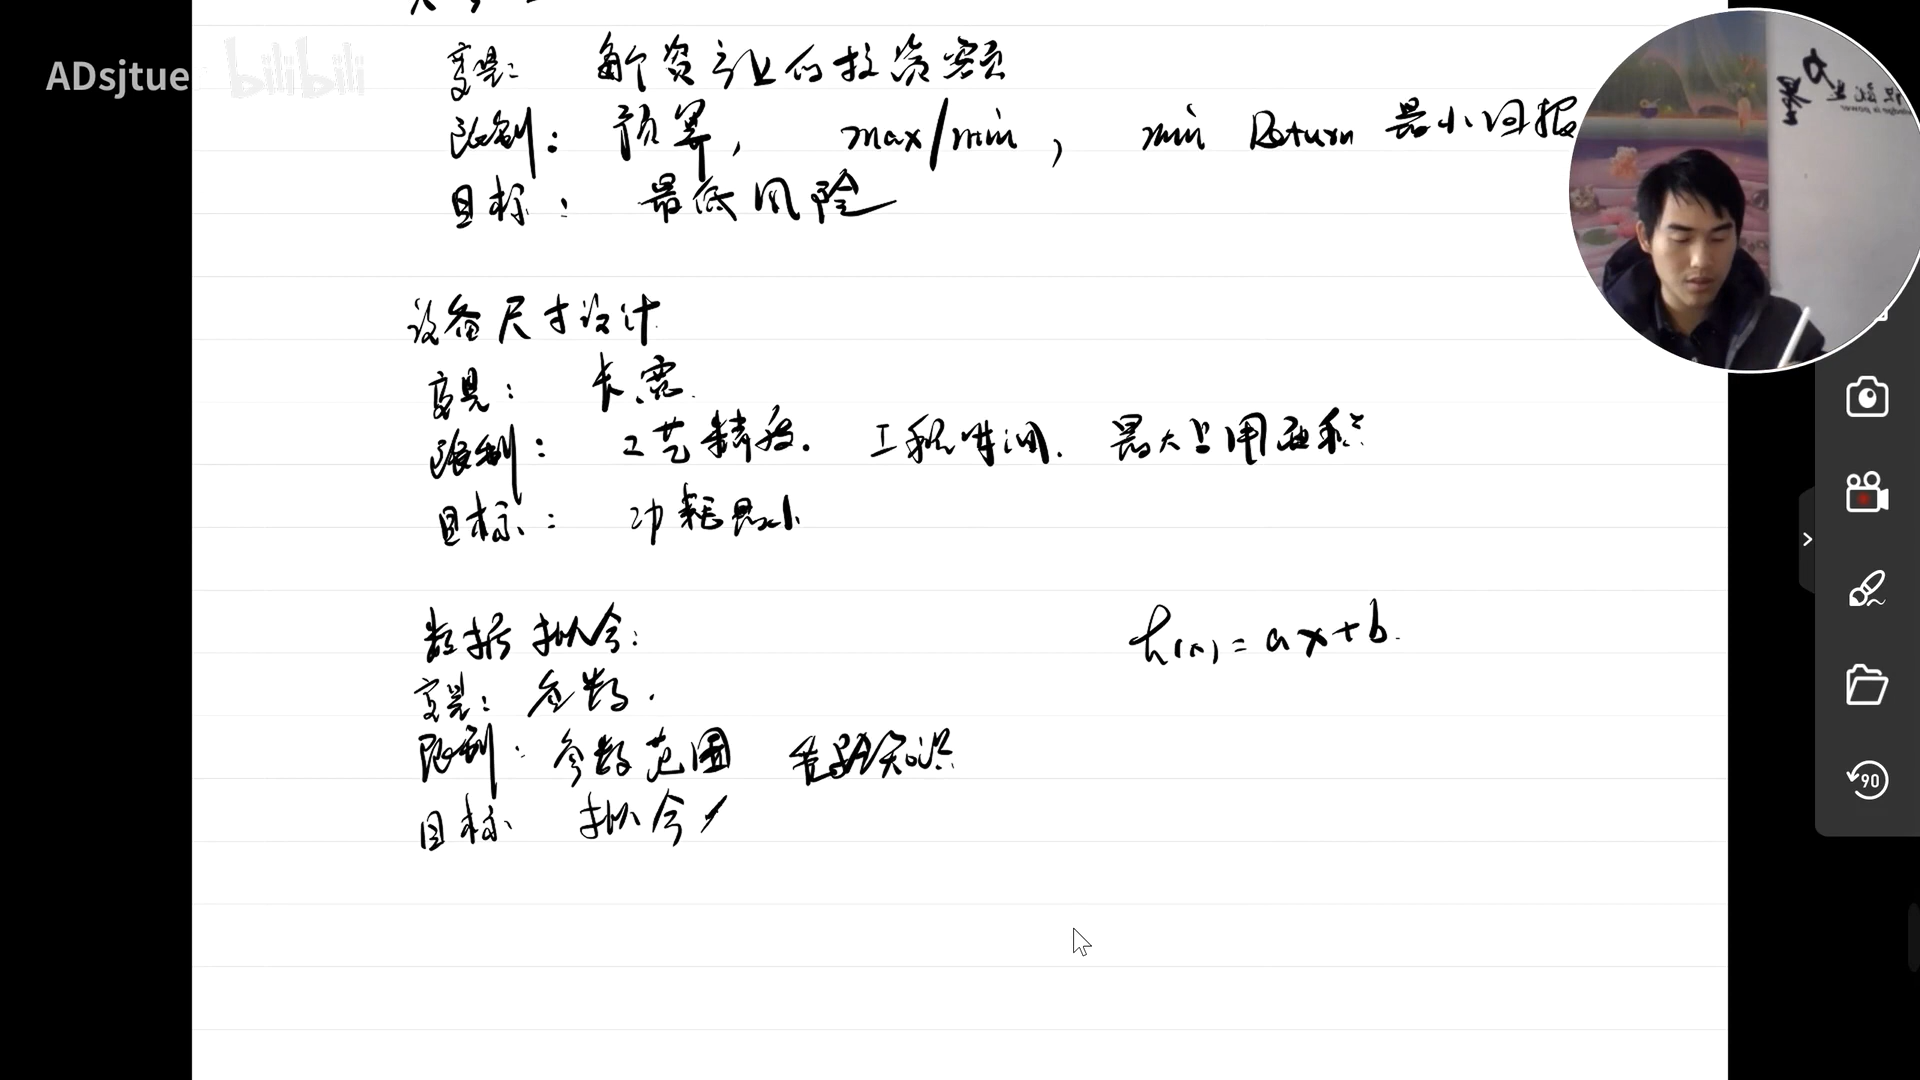 ADsjtue bilibili
变量: 每个资产上的投资额
限制: 预算, max/min, min Return 最小回报
目标: 最低风险
设备尺寸设计
变量: 长、宽.
限制: 工艺精度. 工程时间. 最大占用面积
目标: 功耗最小
数据拟合:
h(x) = ax+b.
变量: 参数.
限制: 参数范围 先验知识
目标 拟合
90